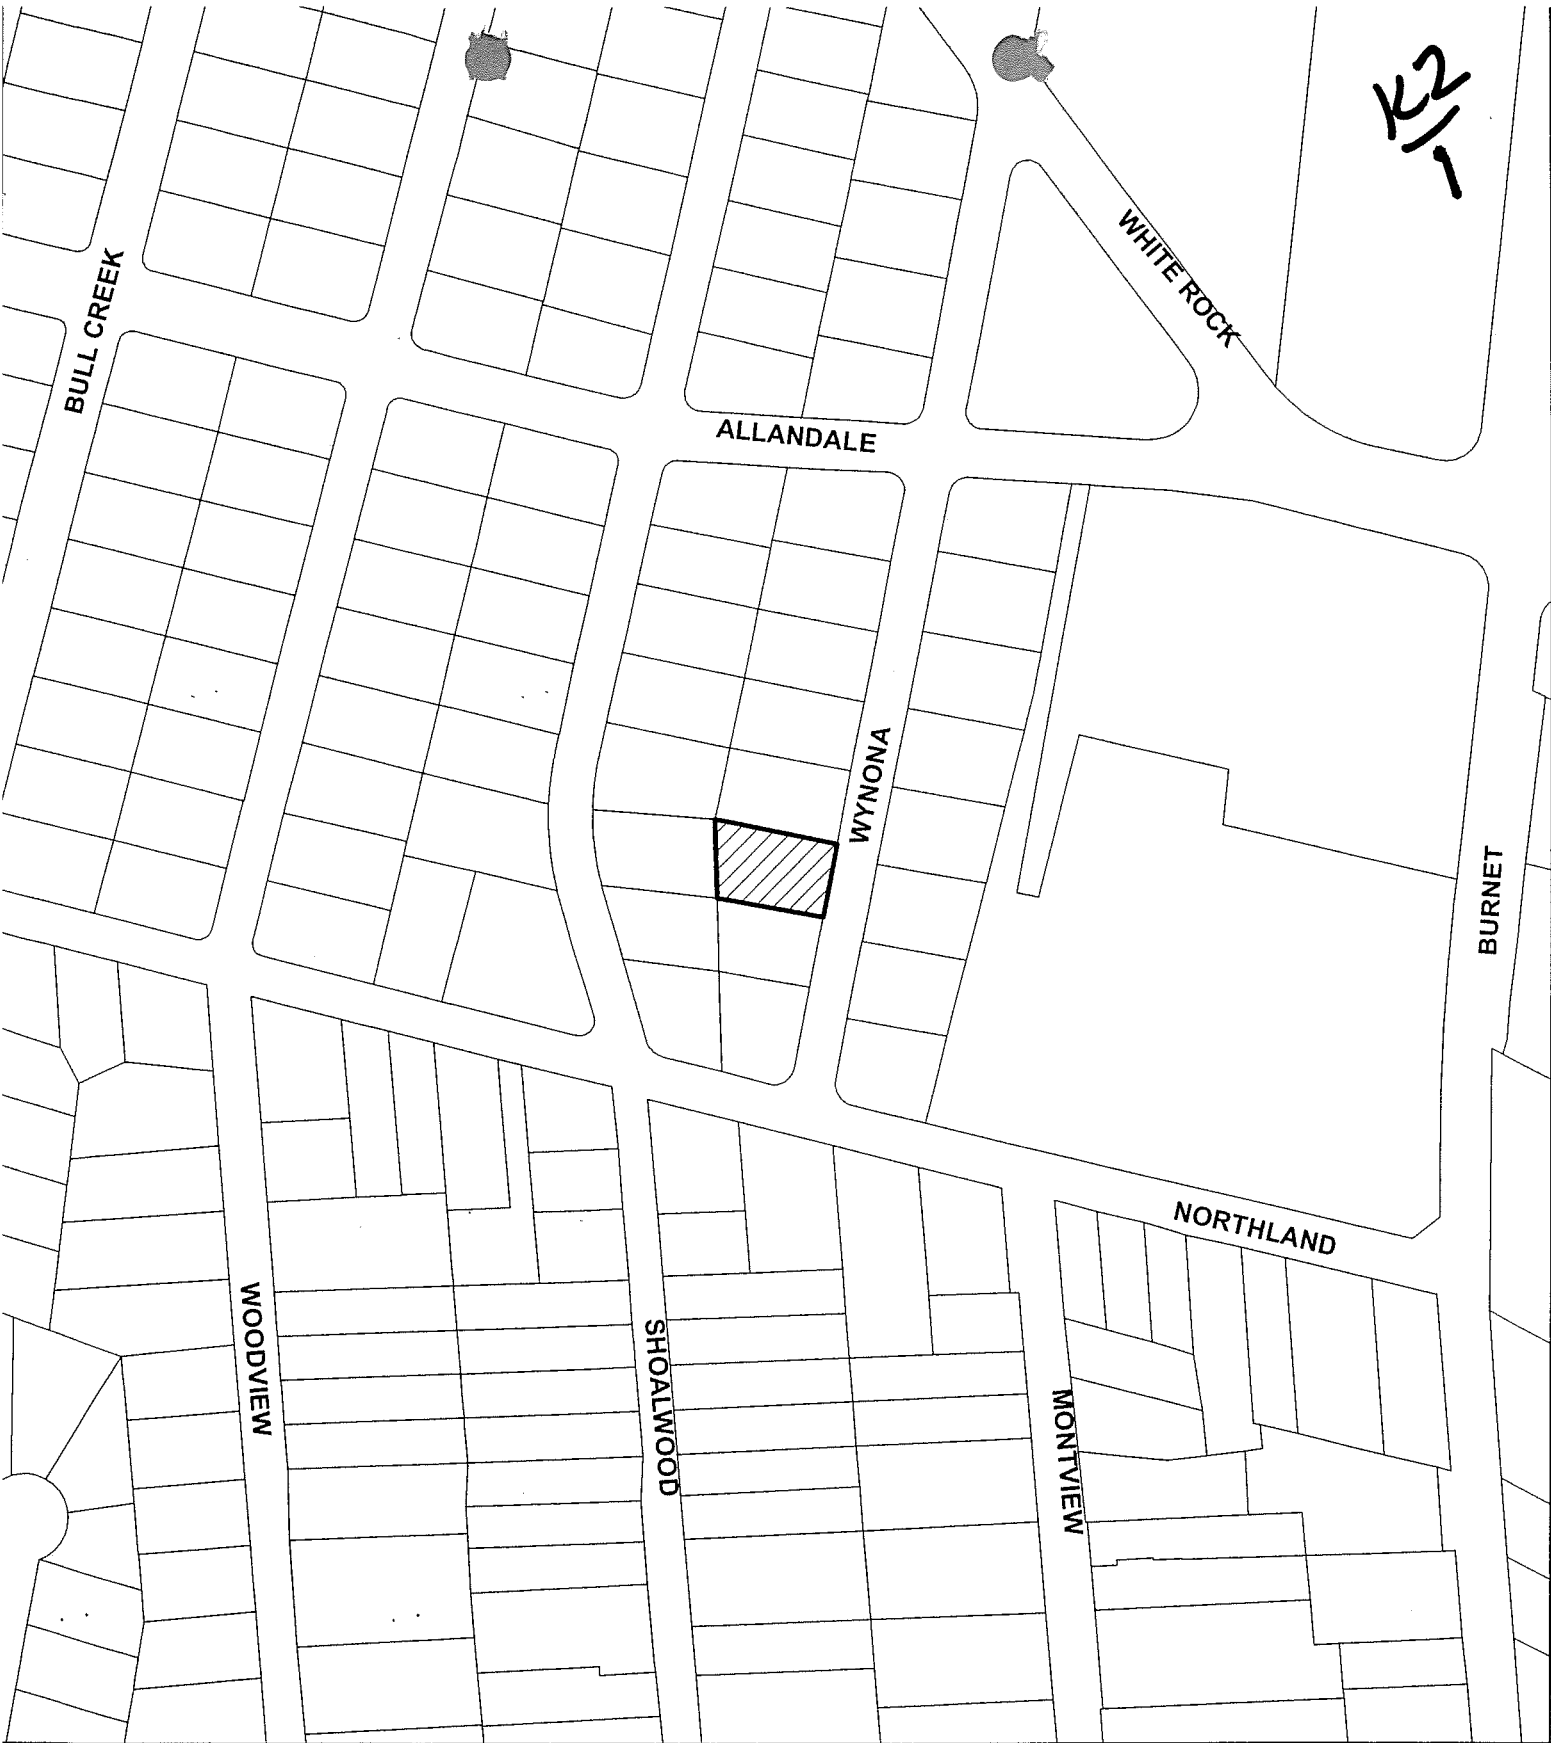 K2
1
WHITE ROCK
BULL CREEK
ALLANDALE
WYNONA
BURNET
NORTHLAND
WOODVIEW
SHOALWOOD
MONTVIEW